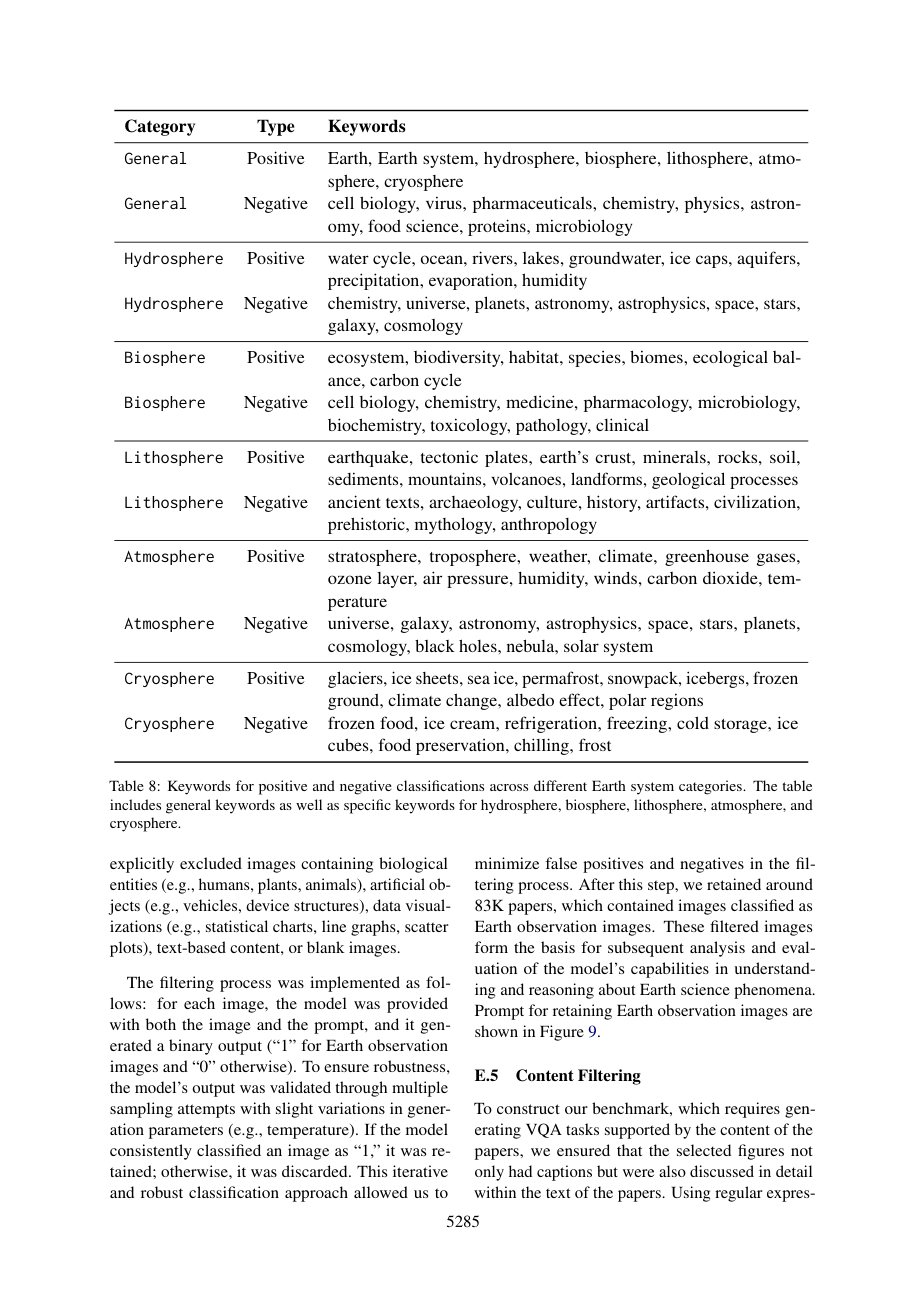 Category Type Keywords
General Positive Earth, Earth system, hydrosphere, biosphere, lithosphere, atmo-
sphere, cryosphere
General Negative cell biology, virus, pharmaceuticals, chemistry, physics, astron-
omy, food science, proteins, microbiology
Hydrosphere Positive water cycle, ocean, rivers, lakes, groundwater, ice caps, aquifers,
precipitation, evaporation, humidity
Hydrosphere Negative chemistry, universe, planets, astronomy, astrophysics, space, stars,
galaxy, cosmology
Biosphere Positive ecosystem, biodiversity, habitat, species, biomes, ecological bal-
ance, carbon cycle
Biosphere Negative cell biology, chemistry, medicine, pharmacology, microbiology,
biochemistry, toxicology, pathology, clinical
Lithosphere Positive earthquake, tectonic plates, earth's crust, minerals, rocks, soil,
sediments, mountains, volcanoes, landforms, geological processes
Lithosphere Negative ancient texts, archaeology, culture, history, artifacts, civilization,
prehistoric, mythology, anthropology
Atmosphere Positive stratosphere, troposphere, weather, climate, greenhouse gases,
ozone layer, air pressure, humidity, winds, carbon dioxide, tem-
perature
Atmosphere Negative universe, galaxy, astronomy, astrophysics, space, stars, planets,
cosmology, black holes, nebula, solar system
Cryosphere Positive glaciers, ice sheets, sea ice, permafrost, snowpack, icebergs, frozen
ground, climate change, albedo effect, polar regions
Cryosphere Negative frozen food, ice cream, refrigeration, freezing, cold storage, ice
cubes, food preservation, chilling, frost
Table 8: Keywords for positive and negative classifications across different Earth system categories. The table
includes general keywords as well as specific keywords for hydrosphere, biosphere, lithosphere, atmosphere, and
cryosphere.
explicitly excluded images containing biological
entities (e.g., humans, plants, animals), artificial ob-
jects (e.g., vehicles, device structures), data visual-
izations (e.g., statistical charts, line graphs, scatter
plots), text-based content, or blank images.
The filtering process was implemented as fol-
lows: for each image, the model was provided
with both the image and the prompt, and it gen-
erated a binary output (“1” for Earth observation
images and “0” otherwise). To ensure robustness,
the model's output was validated through multiple
sampling attempts with slight variations in gener-
ation parameters (e.g., temperature). If the model
consistently classified an image as “1,” it was re-
tained; otherwise, it was discarded. This iterative
and robust classification approach allowed us to
minimize false positives and negatives in the fil-
tering process. After this step, we retained around
83K papers, which contained images classified as
Earth observation images. These filtered images
form the basis for subsequent analysis and eval-
uation of the model's capabilities in understand-
ing and reasoning about Earth science phenomena.
Prompt for retaining Earth observation images are
shown in Figure 9.
E.5 Content Filtering
To construct our benchmark, which requires gen-
erating VQA tasks supported by the content of the
papers, we ensured that the selected figures not
only had captions but were also discussed in detail
within the text of the papers. Using regular expres-
5285